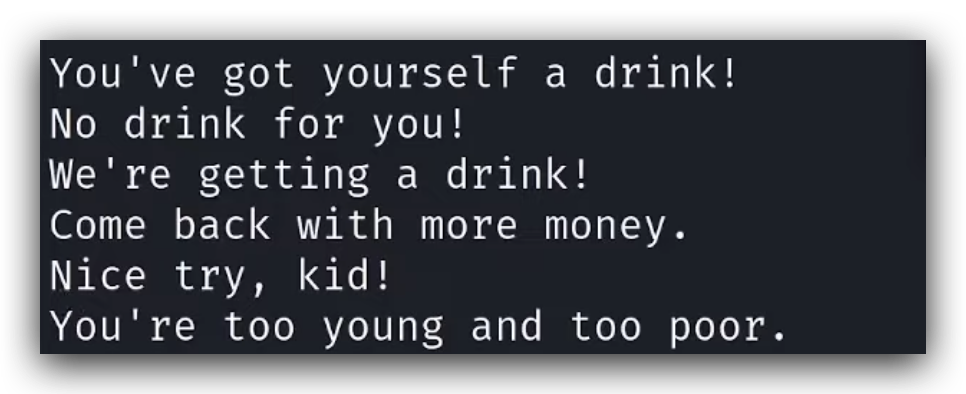 You've got yourself a drink!
No drink for you!
We're getting a drink!
Come back with more money.
Nice try, kid!
You're too young and too poor.